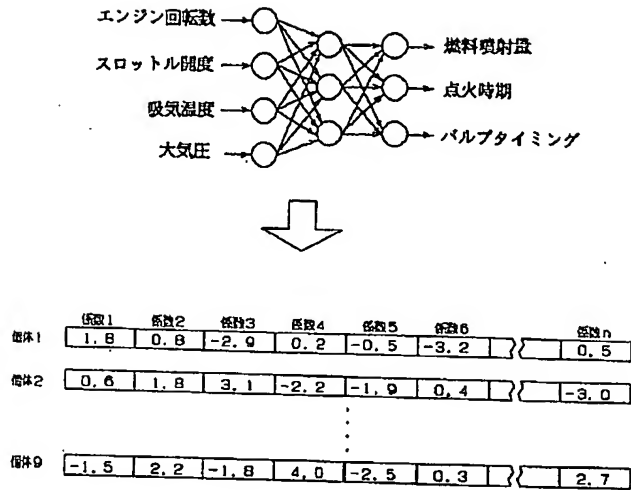 エンジン回転数
スロットル開度
吸気温度
大気圧
燃料噴射量
点火時期
バルブタイミング
係数1 係数2 係数3 係数4 係数5 係数6 係数n
個体1 1.8 0.8 -2.9 0.2 -0.5 -3.2 0.5
個体2 0.6 1.8 3.1 -2.2 -1.9 0.4 -3.0
個体9 -1.5 2.2 -1.8 4.0 -2.5 0.3 2.7